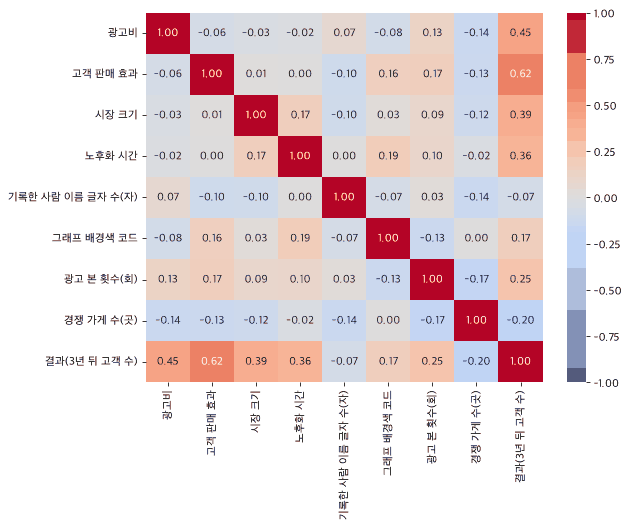 광고비 1.00 -0.06 -0.03 -0.02 0.07 -0.08 0.13 -0.14 0.45
고객 판매 효과 -0.06 1.00 0.01 0.00 -0.10 0.16 0.17 -0.13 0.62
시장 크기 -0.03 0.01 1.00 0.17 -0.10 0.03 0.09 -0.12 0.39
노후화 시간 -0.02 0.00 0.17 1.00 0.00 0.19 0.10 -0.02 0.36
기록한 사람 이름 글자 수(자) 0.07 -0.10 -0.10 0.00 1.00 -0.07 0.03 -0.14 -0.07
그래프 배경색 코드 -0.08 0.16 0.03 0.19 -0.07 1.00 -0.13 0.00 0.17
광고 본 횟수(회) 0.13 0.17 0.09 0.10 0.03 -0.13 1.00 -0.17 0.25
경쟁 가게 수(곳) -0.14 -0.13 -0.12 -0.02 -0.14 0.00 -0.17 1.00 -0.20
결과(3년 뒤 고객 수) 0.45 0.62 0.39 0.36 -0.07 0.17 0.25 -0.20 1.00
광고비
고객 판매 효과
시장 크기
노후화 시간
기록한 사람 이름 글자 수(자)
그래프 배경색 코드
광고 본 횟수(회)
경쟁 가게 수(곳)
결과(3년 뒤 고객 수)
1.00
0.75
0.50
0.25
0.00
-0.25
-0.50
-0.75
-1.00